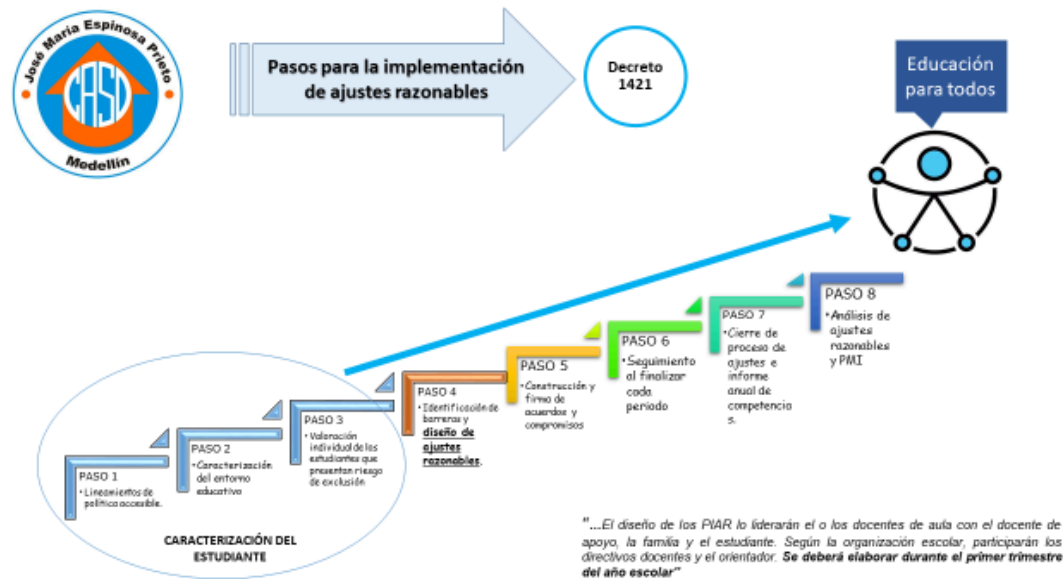 José María Espinosa Prieto
CASD
Medellín
Pasos para la implementación
de ajustes razonables
Decreto
1421
Educación
para todos
PASO 1
•Lineamientos de
política accesible.
PASO 2
•Caracterización
del entorno
educativo
PASO 3
•Valoración
individual de los
estudiantes que
presentan riesgo
de exclusión
CARACTERIZACIÓN DEL
ESTUDIANTE
PASO 4
•Identificación de
barreras y
diseño de
ajustes
razonables.
PASO 5
•Construcción y
firma de
acuerdos y
compromisos
PASO 6
•Seguimiento
al finalizar
cada
periodo
PASO 7
•Cierre de
proceso de
ajustes e
informe
anual de
competencia
s.
PASO 8
•Análisis de
ajustes
razonables
y PMI
"...El diseño de los PIAR lo liderarán el o los docentes de aula con el docente de
apoyo, la familia y el estudiante. Según la organización escolar, participarán los
directivos docentes y el orientador. Se deberá elaborar durante el primer trimestre
del año escolar"